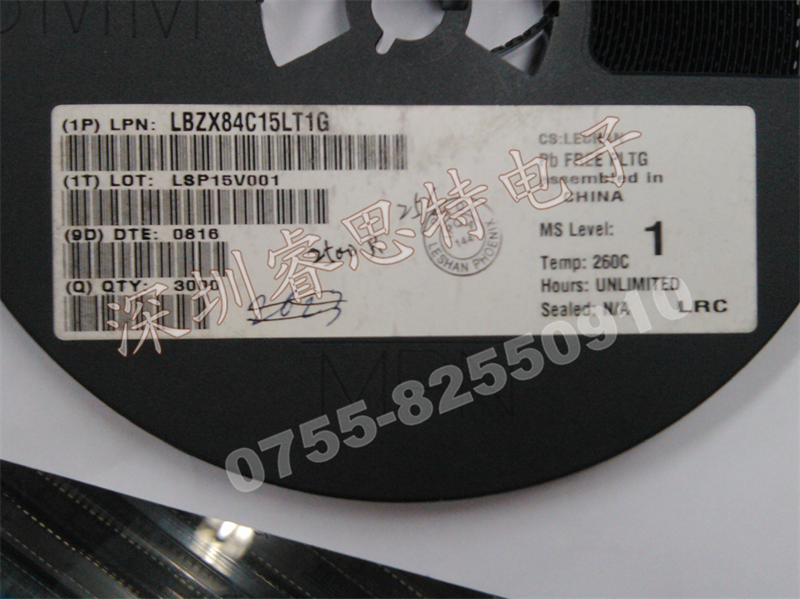 (1P) LPN: LBZX84C15LT1G
(1T) LOT: LSP15V001
(9D) DTE: 0816
(Q) QTY: 3000
CS:LESHAN
Pb FREE PLTG
Assembled in
CHINA
MS Level: 1
Temp: 260C
Hours: UNLIMITED
Sealed: N/A LRC
LESHAN PHOENIX
深圳睿思特电子
0755-82550910